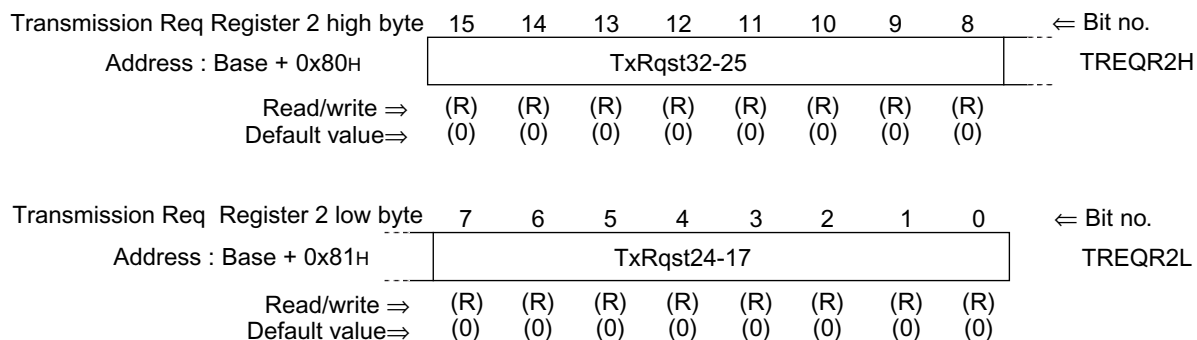 Transmission Req Register 2 high byte 15 14 13 12 11 10 9 8 ⇐ Bit no.
Address : Base + 0x80H TxRqst32-25 TREQR2H
Read/write ⇒ (R) (R) (R) (R) (R) (R) (R) (R)
Default value⇒ (0) (0) (0) (0) (0) (0) (0) (0)
Transmission Req Register 2 low byte 7 6 5 4 3 2 1 0 ⇐ Bit no.
Address : Base + 0x81H TxRqst24-17 TREQR2L
Read/write ⇒ (R) (R) (R) (R) (R) (R) (R) (R)
Default value⇒ (0) (0) (0) (0) (0) (0) (0) (0)